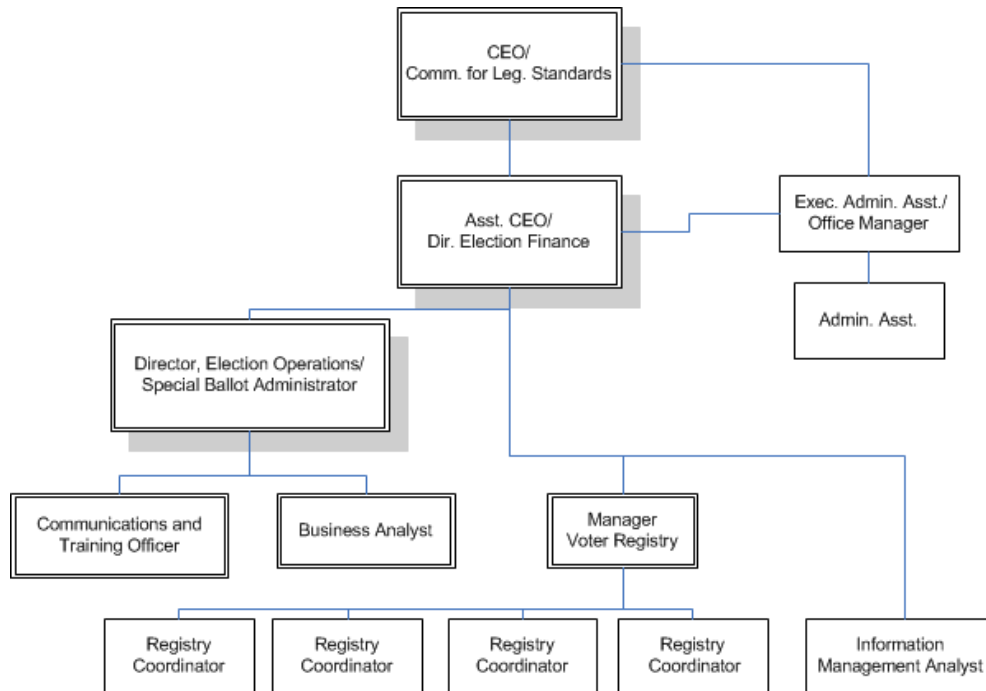 CEO/
Comm. for Leg. Standards
Asst. CEO/
Dir. Election Finance
Exec. Admin. Asst./
Office Manager
Admin. Asst.
Director, Election Operations/
Special Ballot Administrator
Communications and
Training Officer
Business Analyst
Manager
Voter Registry
Registry
Coordinator
Registry
Coordinator
Registry
Coordinator
Registry
Coordinator
Information
Management Analyst